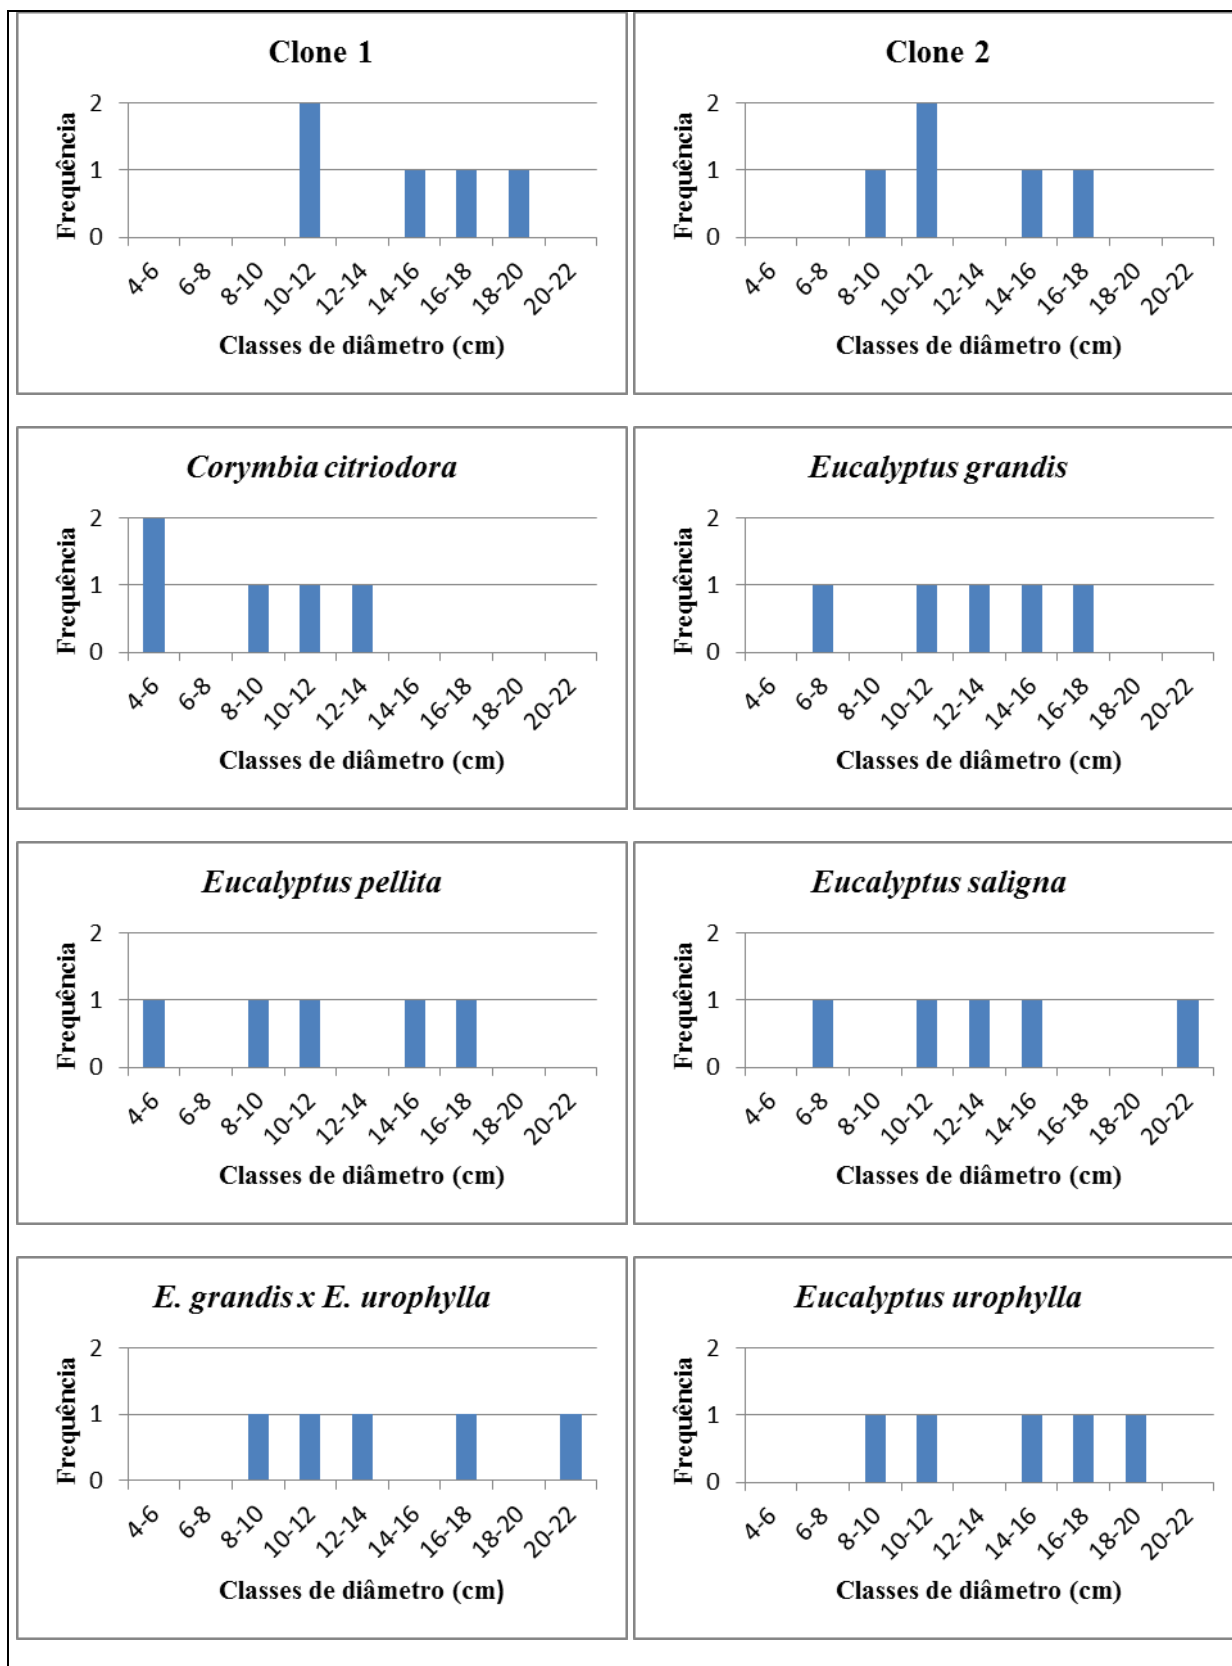 Clone 1
Frequência
2
1
0
4-6 6-8 8-10 10-12 12-14 14-16 16-18 18-20 20-22
Classes de diâmetro (cm)
Clone 2
Frequência
2
1
0
4-6 6-8 8-10 10-12 12-14 14-16 16-18 18-20 20-22
Classes de diâmetro (cm)
Corymbia citriodora
Frequência
2
1
0
4-6 6-8 8-10 10-12 12-14 14-16 16-18 18-20 20-22
Classes de diâmetro (cm)
Eucalyptus grandis
Frequência
2
1
0
4-6 6-8 8-10 10-12 12-14 14-16 16-18 18-20 20-22
Classes de diâmetro (cm)
Eucalyptus pellita
Frequência
2
1
0
4-6 6-8 8-10 10-12 12-14 14-16 16-18 18-20 20-22
Classes de diâmetro (cm)
Eucalyptus saligna
Frequência
2
1
0
4-6 6-8 8-10 10-12 12-14 14-16 16-18 18-20 20-22
Classes de diâmetro (cm)
E. grandis x E. urophylla
Frequência
2
1
0
4-6 6-8 8-10 10-12 12-14 14-16 16-18 18-20 20-22
Classes de diâmetro (cm)
Eucalyptus urophylla
Frequência
2
1
0
4-6 6-8 8-10 10-12 12-14 14-16 16-18 18-20 20-22
Classes de diâmetro (cm)